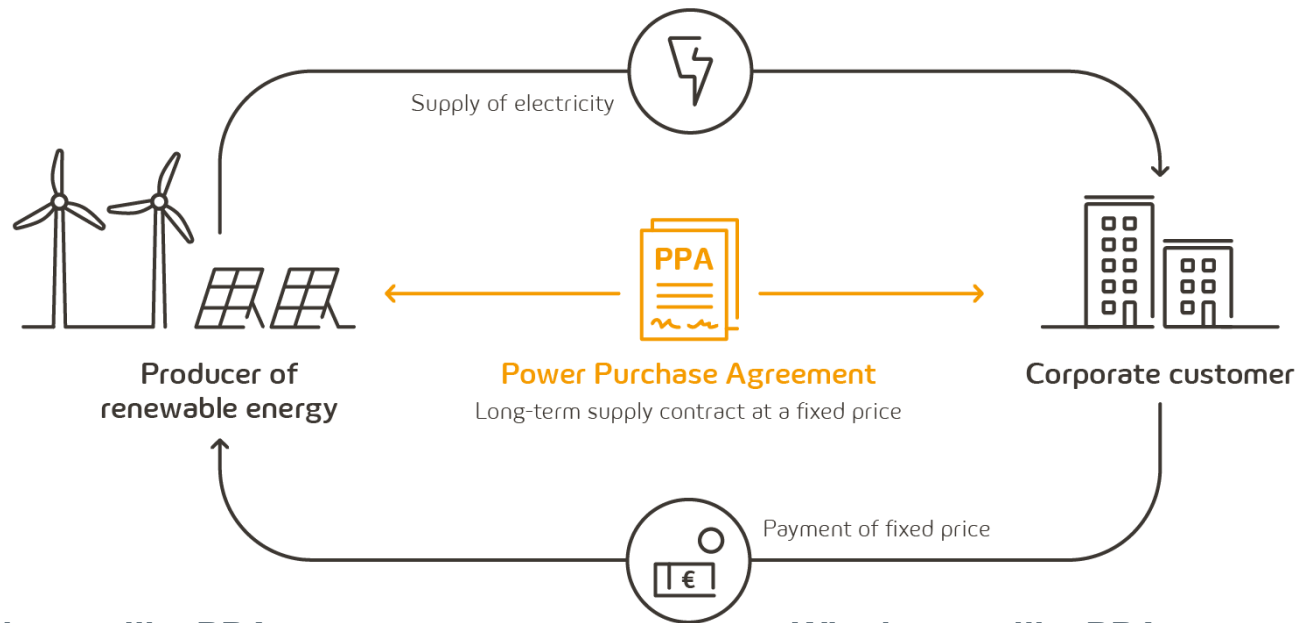 Supply of electricity
PPA
Producer of
renewable energy
Power Purchase Agreement
Long-term supply contract at a fixed price
Corporate customer
Payment of fixed price
€